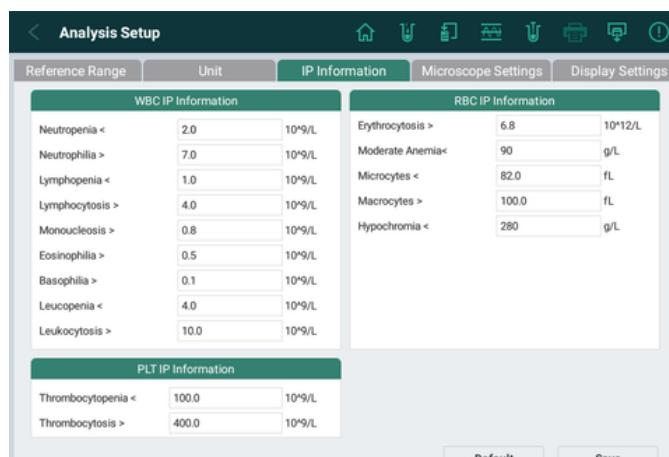 Analysis Setup
Reference Range Unit IP Information Microscope Settings Display Settings
WBC IP Information
Neutropenia < 2.0 10^9/L
Neutrophilia > 7.0 10^9/L
Lymphopenia < 1.0 10^9/L
Lymphocytosis > 4.0 10^9/L
Monoucleosis > 0.8 10^9/L
Eosinophilia > 0.5 10^9/L
Basophilia > 0.1 10^9/L
Leucopenia < 4.0 10^9/L
Leukocytosis > 10.0 10^9/L
RBC IP Information
Erythrocytosis > 6.8 10^12/L
Moderate Anemia< 90 g/L
Microcytes < 82.0 fL
Macrocytes > 100.0 fL
Hypochromia < 280 g/L
PLT IP Information
Thrombocytopenia < 100.0 10^9/L
Thrombocytosis > 400.0 10^9/L
Default Save